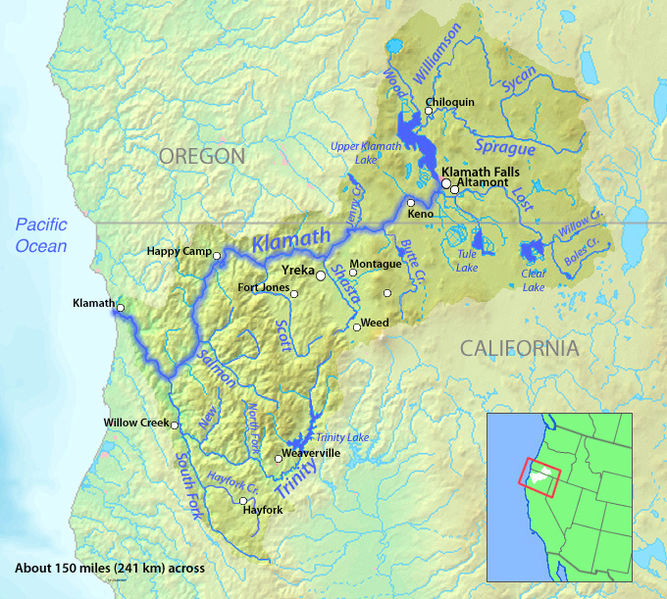 Williamson
Wood
Sycan
Chiloquin
Sprague
OREGON
Upper Klamath
Lake
Klamath Falls
Altamont
Jenny Cr.
Lost
Keno
Pacific
Ocean
Klamath
Willow Cr.
Happy Camp
Butte Cr.
Boles Cr.
Tule
Lake
Yreka
Montague
Shasta
Clear
Lake
Fort Jones
Klamath
Weed
Scott
CALIFORNIA
Salmon
New
North Fork
Willow Creek
Trinity Lake
Weaverville
Trinity
South Fork
Hayfork Cr.
Hayfork
About 150 miles (241 km) across